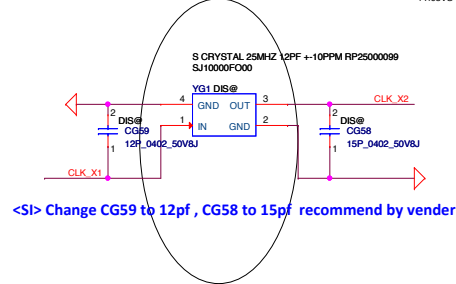 S CRYSTAL 25MHZ 12PF +-10PPM RP25000099
SJ10000FO00
YG1 DIS@
4 GND OUT 3
1 IN GND 2
2
DIS@
CG59
1
12P_0402_50V8J
CLK_X1
CLK_X2
2
DIS@
CG58
1
15P_0402_50V8J
<SI> Change CG59 to 12pf , CG58 to 15pf recommend by vender